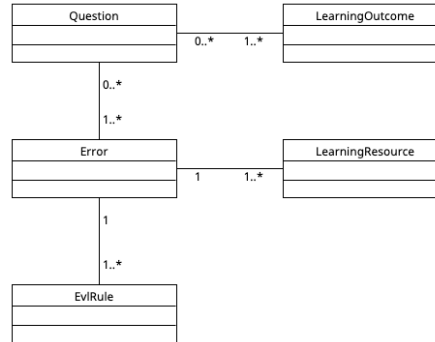 Question
LearningOutcome
0..*
1..*
0..*
1..*
Error
LearningResource
1
1..*
1
1..*
EvlRule